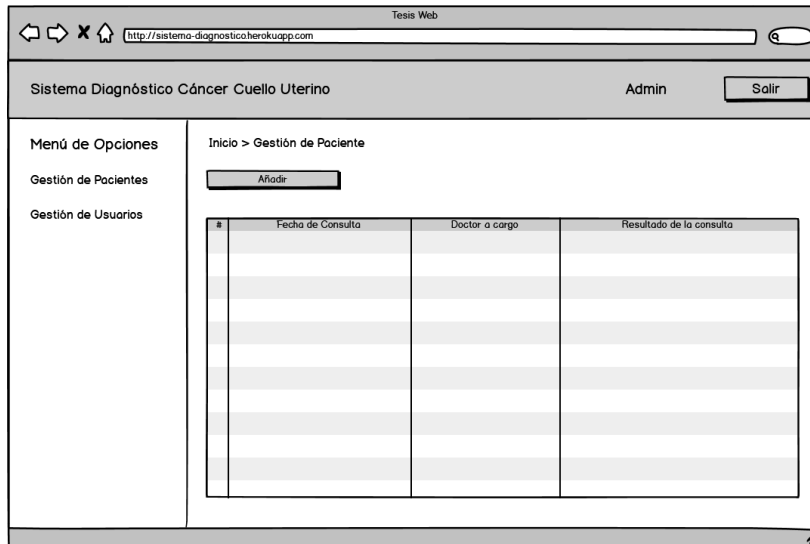 Tesis Web
http://sistema-diagnostico.herokuapp.com
Sistema Diagnóstico Cáncer Cuello Uterino
Admin
Salir
Menú de Opciones
Gestión de Pacientes
Gestión de Usuarios
Inicio > Gestión de Paciente
Añadir
# Fecha de Consulta Doctor a cargo Resultado de la consulta